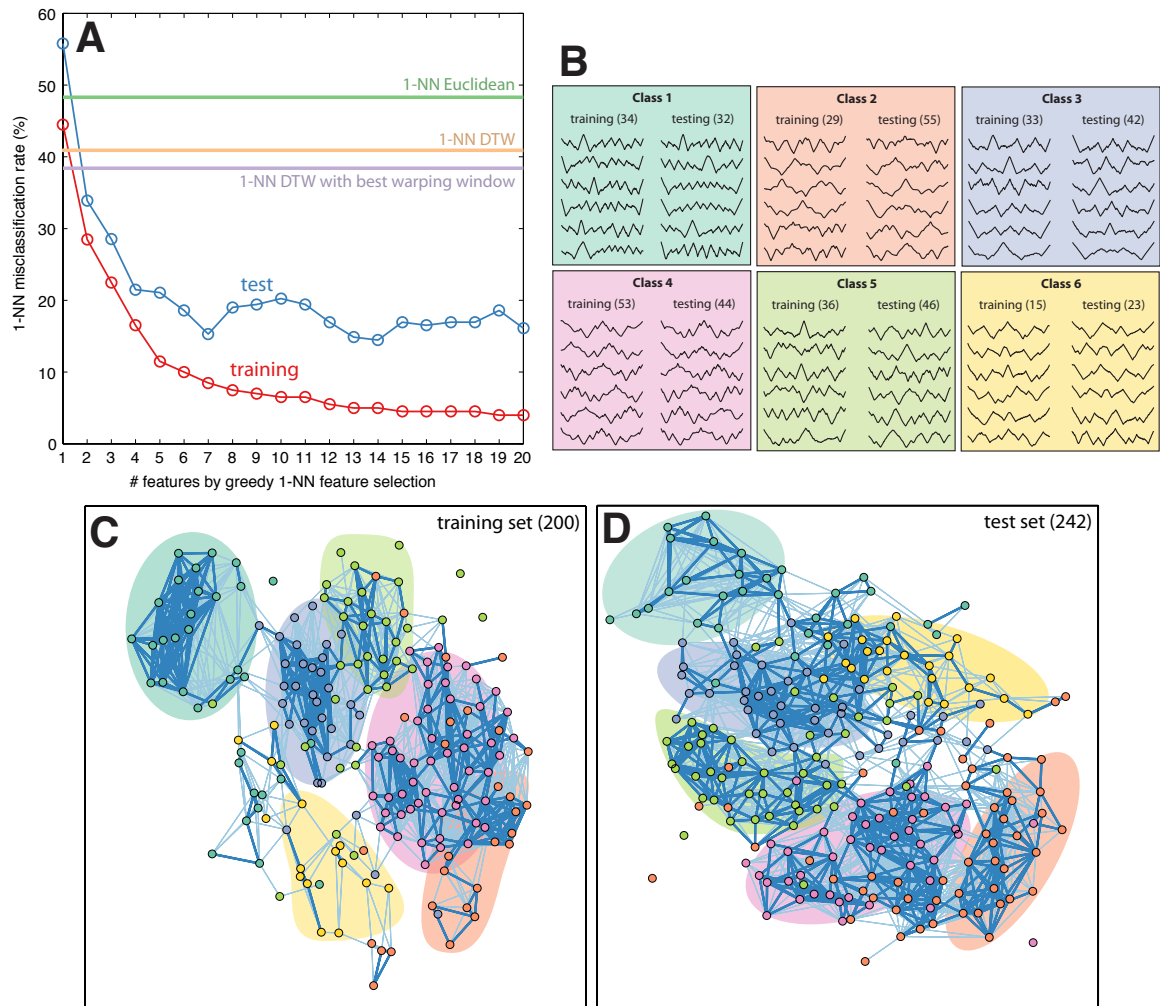 A
60
50
40
30
20
10
0
1-NN misclassification rate (%)
1-NN Euclidean
1-NN DTW
1-NN DTW with best warping window
test
training
1 2 3 4 5 6 7 8 9 10 11 12 13 14 15 16 17 18 19 20
# features by greedy 1-NN feature selection
B
Class 1
training (34) testing (32)
Class 2
training (29) testing (55)
Class 3
training (33) testing (42)
Class 4
training (53) testing (44)
Class 5
training (36) testing (46)
Class 6
training (15) testing (23)
C
training set (200)
D
test set (242)